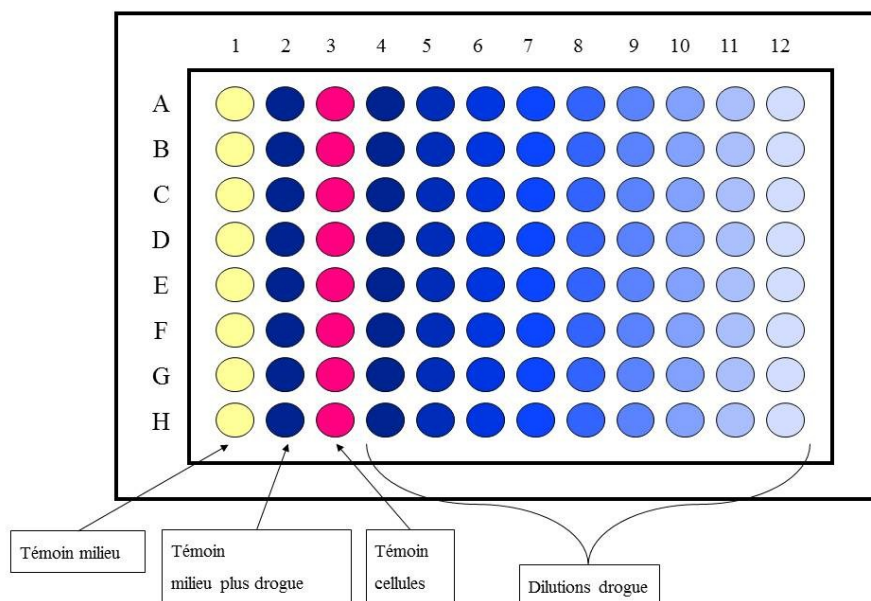 1 2 3 4 5 6 7 8 9 10 11 12
A
B
C
D
E
F
G
H
Témoin milieu
Témoin
milieu plus drogue
Témoin
cellules
Dilutions drogue